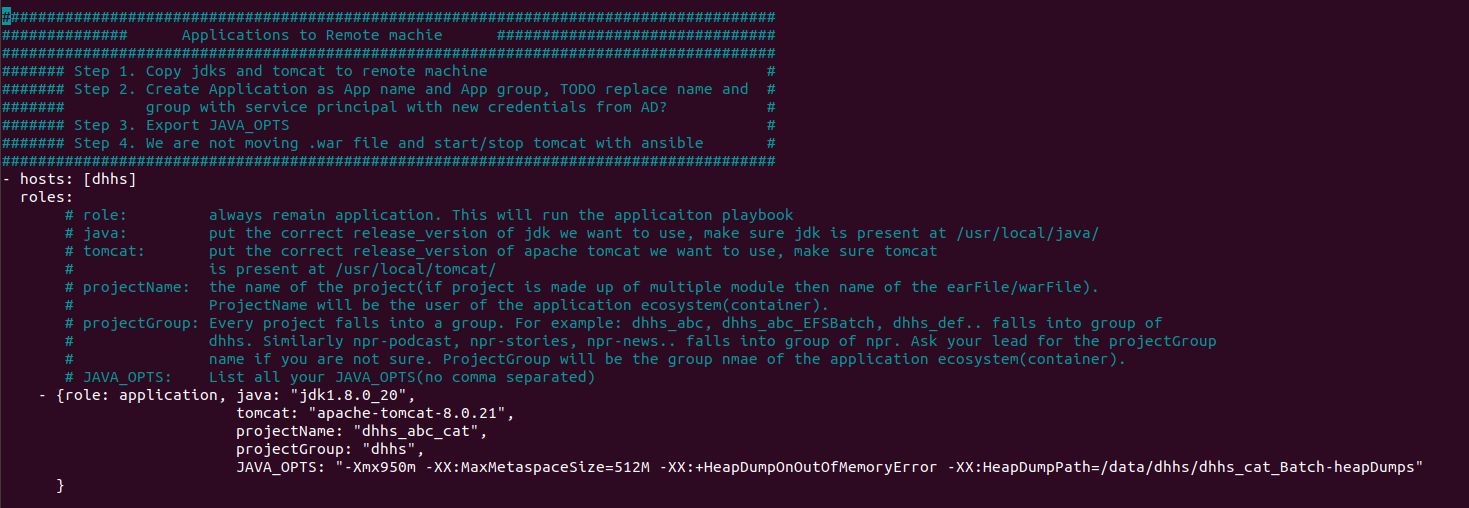 ######################################################################################
##############      Applications to Remote machie      ###############################
######################################################################################
####### Step 1. Copy jdks and tomcat to remote machine                               #
####### Step 2. Create Application as App name and App group, TODO replace name and  #
#######         group with service principal with new credentials from AD?           #
####### Step 3. Export JAVA_OPTS                                                     #
####### Step 4. We are not moving .war file and start/stop tomcat with ansible       #
######################################################################################
- hosts: [dhhs]
  roles:
       # role:         always remain application. This will run the applicaiton playbook
       # java:         put the correct release_version of jdk we want to use, make sure jdk is present at /usr/local/java/
       # tomcat:       put the correct release_version of apache tomcat we want to use, make sure tomcat
       #               is present at /usr/local/tomcat/
       # projectName:  the name of the project(if project is made up of multiple module then name of the earFile/warFile).
       #               ProjectName will be the user of the application ecosystem(container).
       # projectGroup: Every project falls into a group. For example: dhhs_abc, dhhs_abc_EFSBatch, dhhs_def.. falls into group of
       #               dhhs. Similarly npr-podcast, npr-stories, npr-news.. falls into group of npr. Ask your lead for the projectGroup
       #               name if you are not sure. ProjectGroup will be the group nmae of the application ecosystem(container).
       # JAVA_OPTS:    List all your JAVA_OPTS(no comma separated)
    - {role: application, java: "jdk1.8.0_20",
                          tomcat: "apache-tomcat-8.0.21",
                          projectName: "dhhs_abc_cat",
                          projectGroup: "dhhs",
                          JAVA_OPTS: "-Xmx950m -XX:MaxMetaspaceSize=512M -XX:+HeapDumpOnOutOfMemoryError -XX:HeapDumpPath=/data/dhhs/dhhs_cat_Batch-heapDumps"
      }